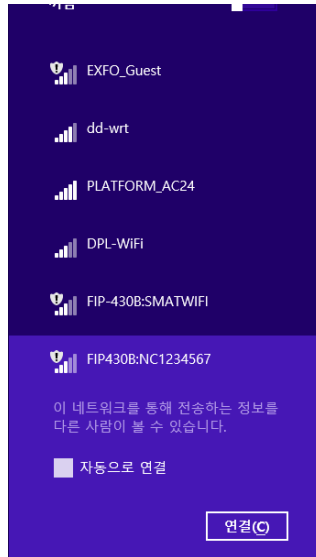 EXFO_Guest
dd-wrt
PLATFORM_AC24
DPL-WiFi
FIP-430B:SMATWIFI
FIP430B:NC1234567
이 네트워크를 통해 전송하는 정보를
다른 사람이 볼 수 있습니다.
자동으로 연결
연결(C)